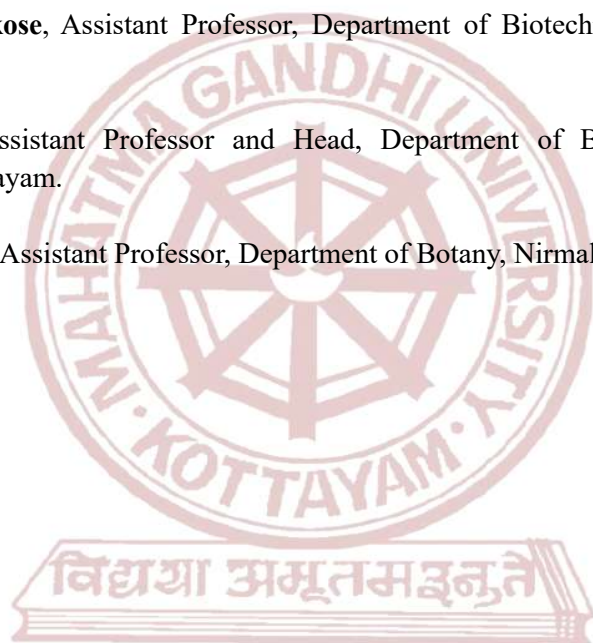 kose, Assistant Professor, Department of Biotech
ssistant Professor and Head, Department of B
ayam.
Assistant Professor, Department of Botany, Nirmal
MAHATMA GANDHI UNIVERSITY
• KOTTAYAM •
विद्यया अमृतमश्नुते